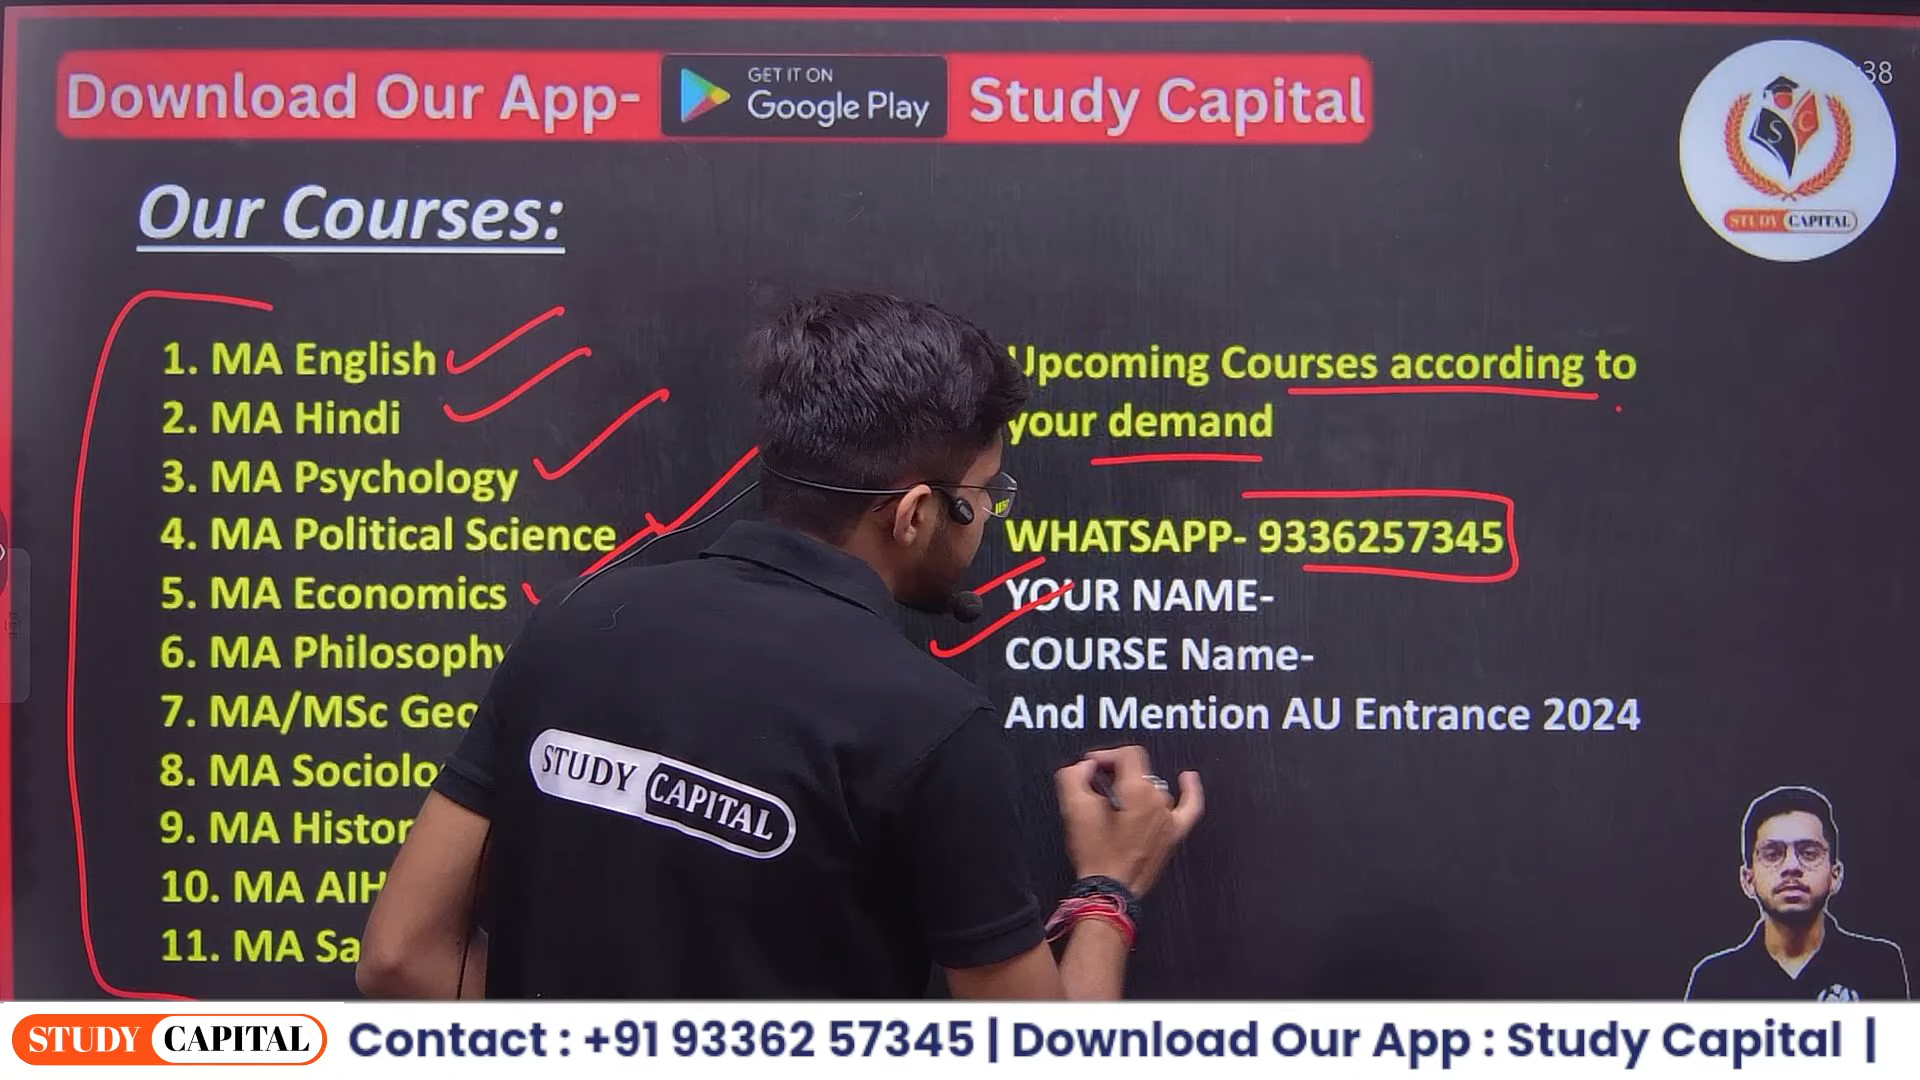 Download Our App- GET IT ON Google Play Study Capital
:38
STUDY CAPITAL
Our Courses:
1. MA English
2. MA Hindi
3. MA Psychology
4. MA Political Science
5. MA Economics
6. MA Philosophy
7. MA/MSc Geo
8. MA Sociolo
9. MA Histor
10. MA AIH
11. MA Sa
Upcoming Courses according to
your demand
WHATSAPP- 9336257345
YOUR NAME-
COURSE Name-
And Mention AU Entrance 2024
STUDY CAPITAL
STUDY CAPITAL Contact : +91 93362 57345 | Download Our App : Study Capital |